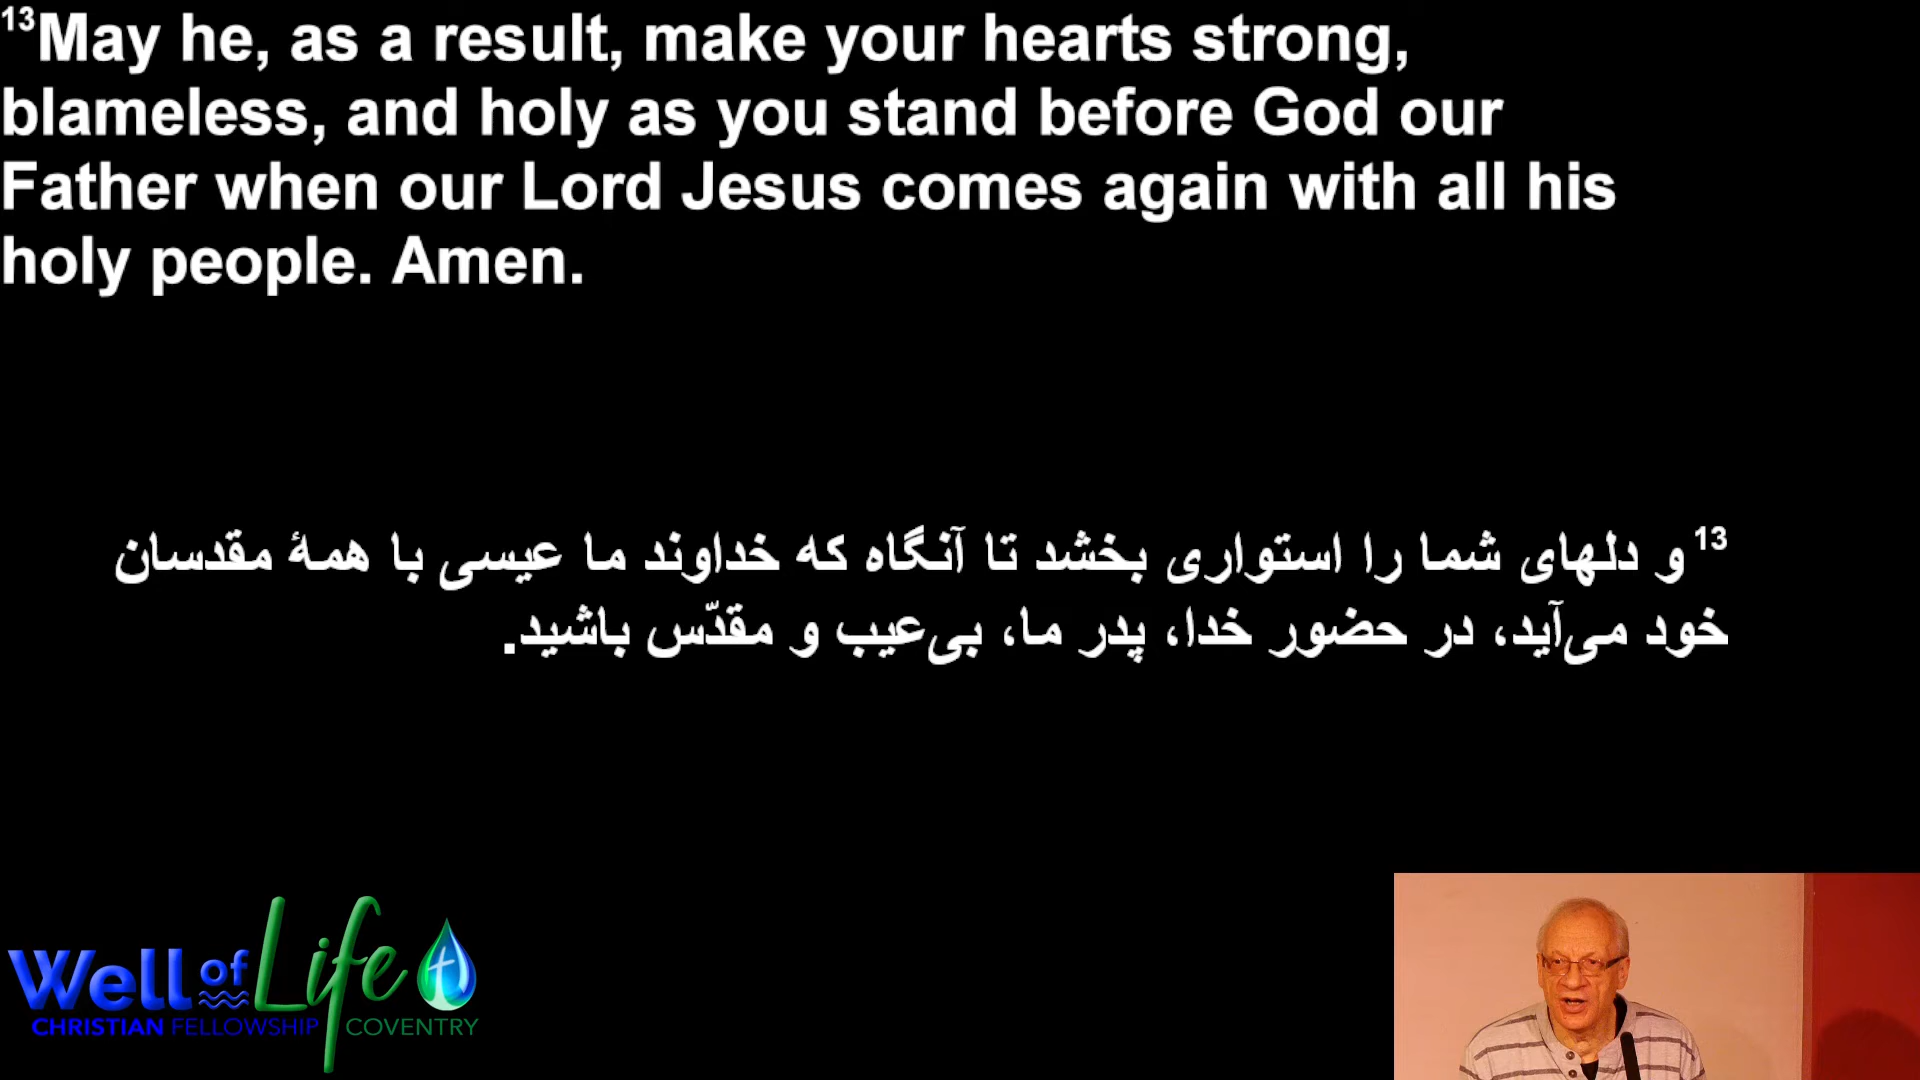 ¹³May he, as a result, make your hearts strong,
blameless, and holy as you stand before God our
Father when our Lord Jesus comes again with all his
holy people. Amen.
¹³و دلهای شما را استواری بخشد تا آنگاه که خداوند ما عیسی با همۀ مقدسان
خود می‌آید، در حضور خدا، پدر ما، بی‌عیب و مقدّس باشید.
Well of Life
CHRISTIAN FELLOWSHIP COVENTRY